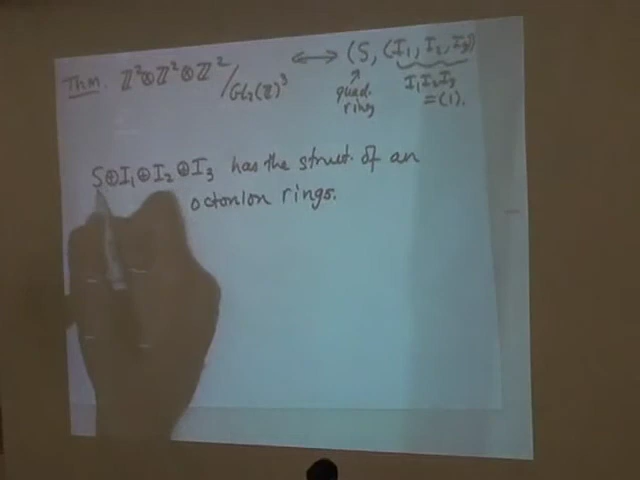 Thm. ℤ²⊗ℤ²⊗ℤ² / GL₂(ℤ)³ ⟷ (S, (I₁, I₂, I₃))
↑ quad. ring
I₁I₂I₃ = (1).
S⊕I₁⊕I₂⊕I₃ has the struct. of an
octonion rings.